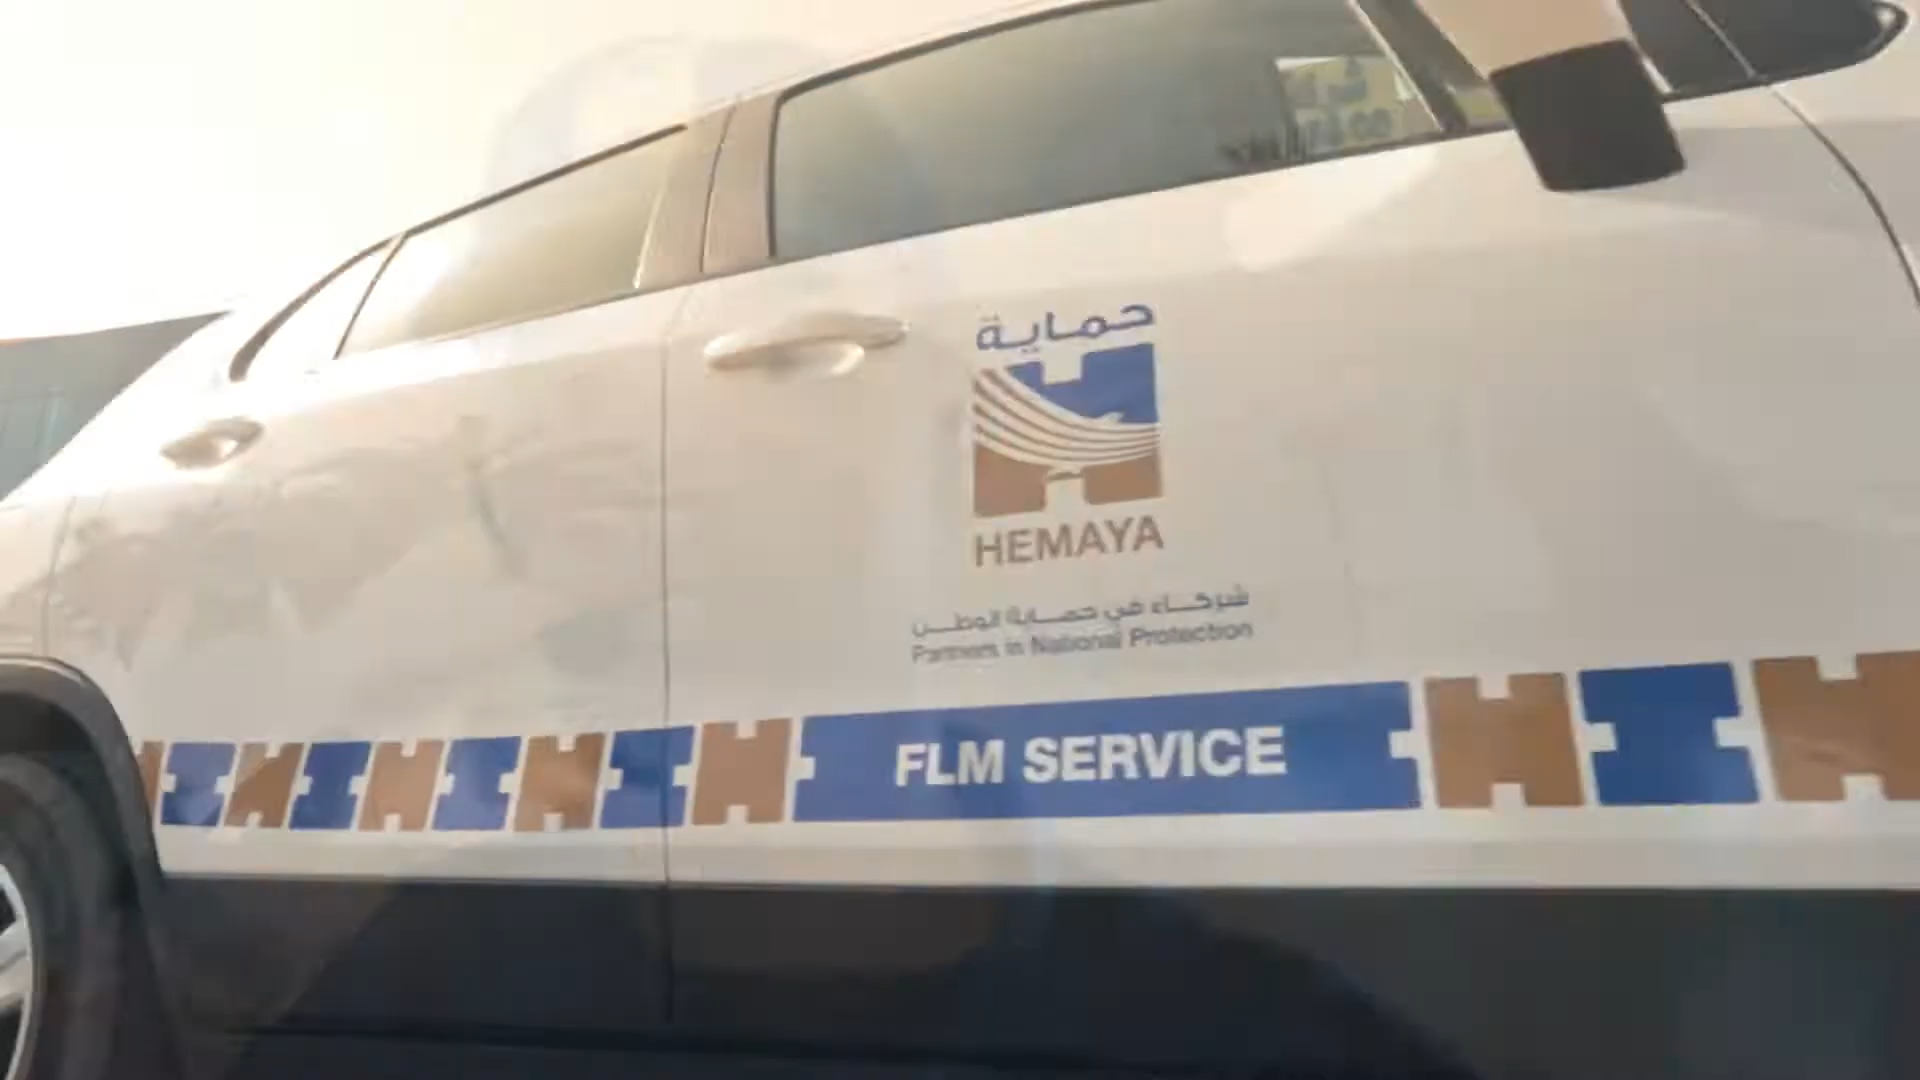 حماية
HEMAYA
شركاء في حماية الوطن
Partners in National Protection
FLM SERVICE